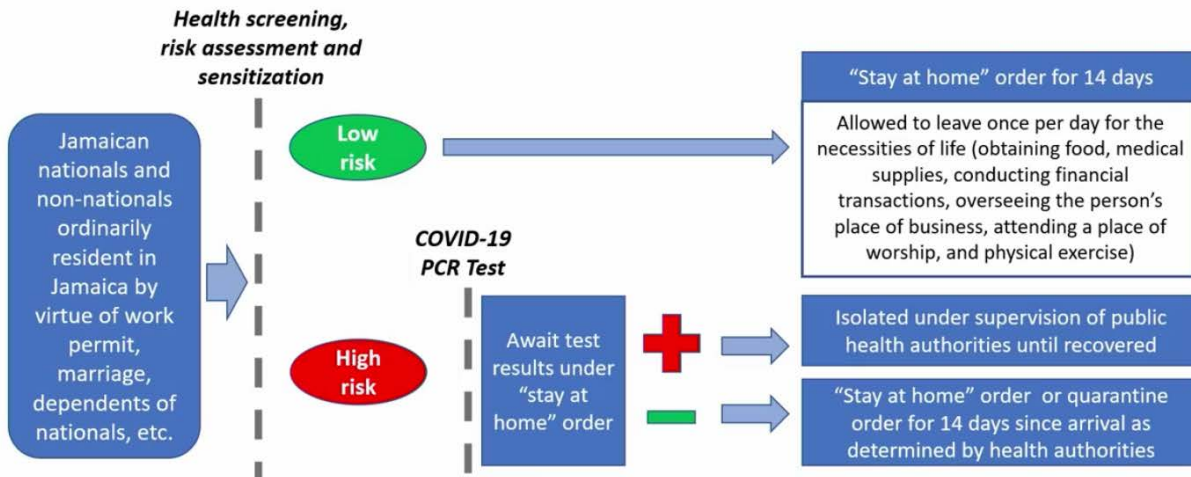 Health screening,
risk assessment and
sensitization
Jamaican
nationals and
non-nationals
ordinarily
resident in
Jamaica by
virtue of work
permit,
marriage,
dependents of
nationals, etc.
Low
risk
"Stay at home" order for 14 days
Allowed to leave once per day for the
necessities of life (obtaining food, medical
supplies, conducting financial
transactions, overseeing the person's
place of business, attending a place of
worship, and physical exercise)
High
risk
COVID-19
PCR Test
Await test
results under
"stay at
home" order
Isolated under supervision of public
health authorities until recovered
"Stay at home" order or quarantine
order for 14 days since arrival as
determined by health authorities